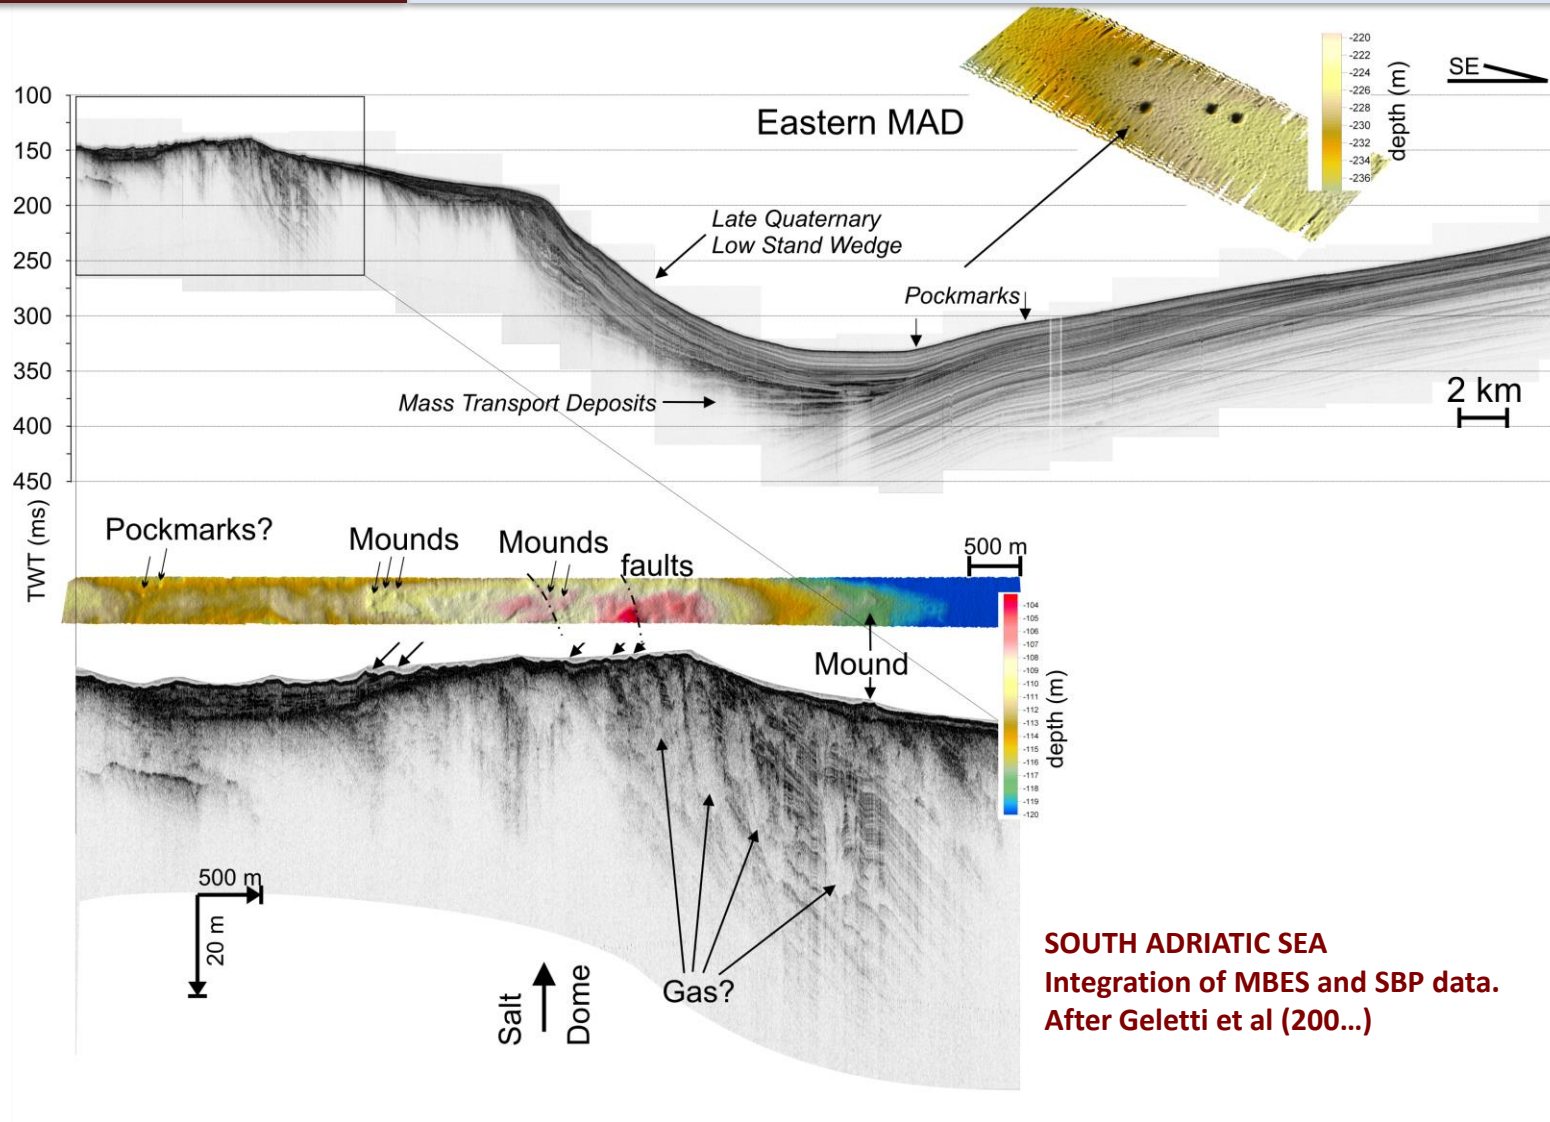 -220
-222
-224
-226
-228
-230
-232
-234
-236
depth (m)
SE
Eastern MAD
100
150
200
250
300
350
400
450
TWT (ms)
Late Quaternary
Low Stand Wedge
Pockmarks
Mass Transport Deposits
2 km
Pockmarks?
Mounds
Mounds
faults
500 m
-104
-105
-106
-107
-108
-109
-110
-111
-112
-113
-114
-115
-116
-117
-118
-119
-120
depth (m)
Mound
500 m
20 m
Gas?
Salt
Dome
SOUTH ADRIATIC SEA
Integration of MBES and SBP data.
After Geletti et al (200…)